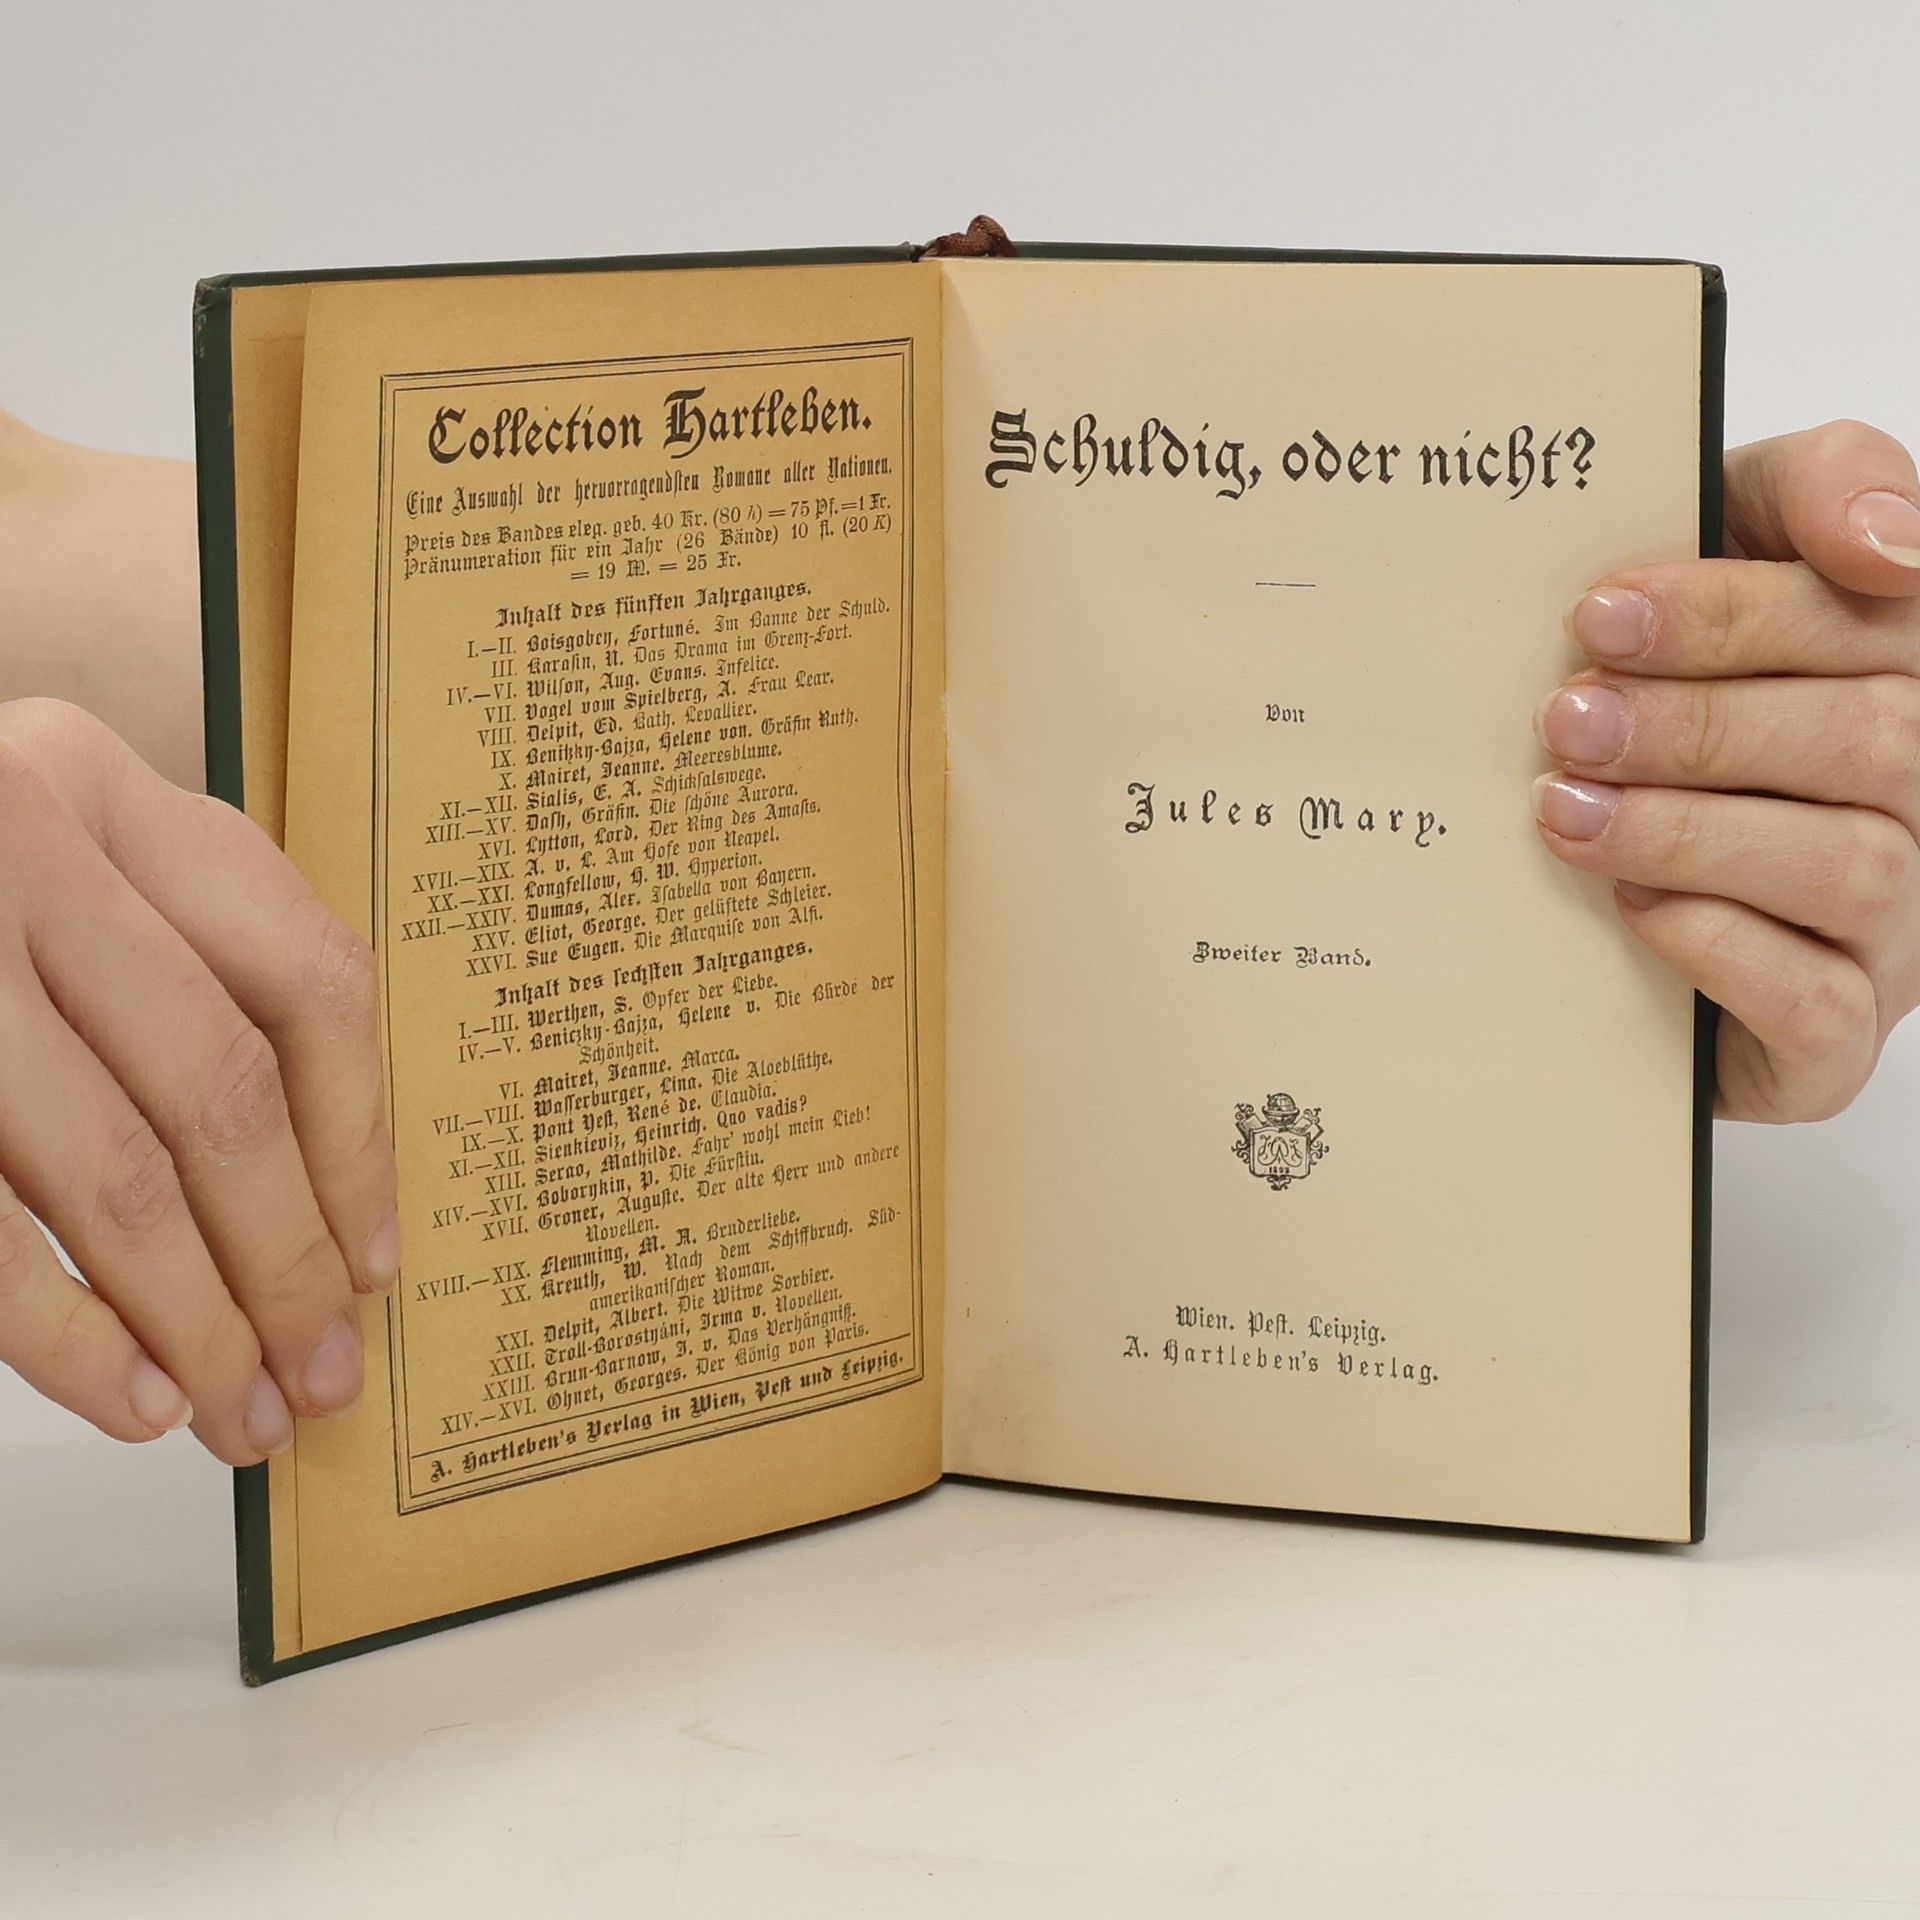 Collection Hartleben.
Eine Auswahl der hervorragendsten Romane aller Nationen.
Preis des Bandes eleg. geb. 40 Kr. (80 h) = 75 Pf. = 1 Fr.
Pränumeration für ein Jahr (26 Bände) 10 fl. (20 K)
= 19 M. = 25 Fr.
Inhalt des fünften Jahrganges.
I.—II. Boisgobey, Fortuné. Im Banne der Schuld.
III. Karasin, N. Das Drama im Grenz-Fort.
IV.—VI. Wilson, Aug. Evans. Infelice.
VII. Vogel vom Spielberg, A. Frau Lear.
VIII. Delpit, Ed. Kath. Levallier.
IX. Benitzky-Bajza, Helene von. Gräfin Ruth.
X. Mairet, Jeanne. Meeresblume.
XI.—XII. Sialis, E. A. Schicksalswege.
XIII.—XV. Dash, Gräfin. Die schöne Aurora.
XVI. Lytton, Lord. Der Ring des Amasis.
XVII.—XIX. A. v. L. Am Hofe von Neapel.
XX.—XXI. Longfellow, H. W. Hyperion.
XXII.—XXIV. Dumas, Alex. Isabella von Bayern.
XXV. Eliot, George. Der gelüftete Schleier.
XXVI. Sue Eugen. Die Marquise von Alfi.
Inhalt des sechsten Jahrganges.
I.—III. Werthen, S. Opfer der Liebe.
IV.—V. Beniczky-Bajza, Helene v. Die Bürde der
Schönheit.
VI. Mairet, Jeanne. Marca.
VII.—VIII. Wasserburger, Lina. Die Aloeblüthe.
IX.—X. Pont Jest, René de. Claudia.
XI.—XII. Sienkieviz, Heinrich. Quo vadis?
XIII. Serao, Mathilde. Fahr' wohl mein Lieb!
XIV.—XVI. Boborykin, P. Die Fürstin.
XVII. Groner, Auguste. Der alte Herr und andere
Novellen.
XVIII.—XIX. Flemming, M. A. Bruderliebe.
XX. Kreuth, W. Nach dem Schiffbruch. Süd-
amerikanischer Roman.
XXI. Delpit, Albert. Die Witwe Sorbier.
XXII. Troll-Borostyáni, Irma v. Novellen.
XXIII. Brun-Barnow, I. v. Das Verhängniß.
XIV.—XVI. Ohnet, Georges. Der König von Paris.
A. Hartleben's Verlag in Wien, Pest und Leipzig.
Schuldig, oder nicht?
Von
Jules Mary.
Zweiter Band.
Wien. Pest. Leipzig.
A. Hartleben's Verlag.